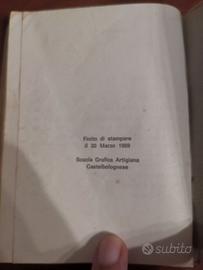 Finito di stampare
il 30 Marzo 1969
Scuola Grafica Artigiana
Castelbolognese
subito